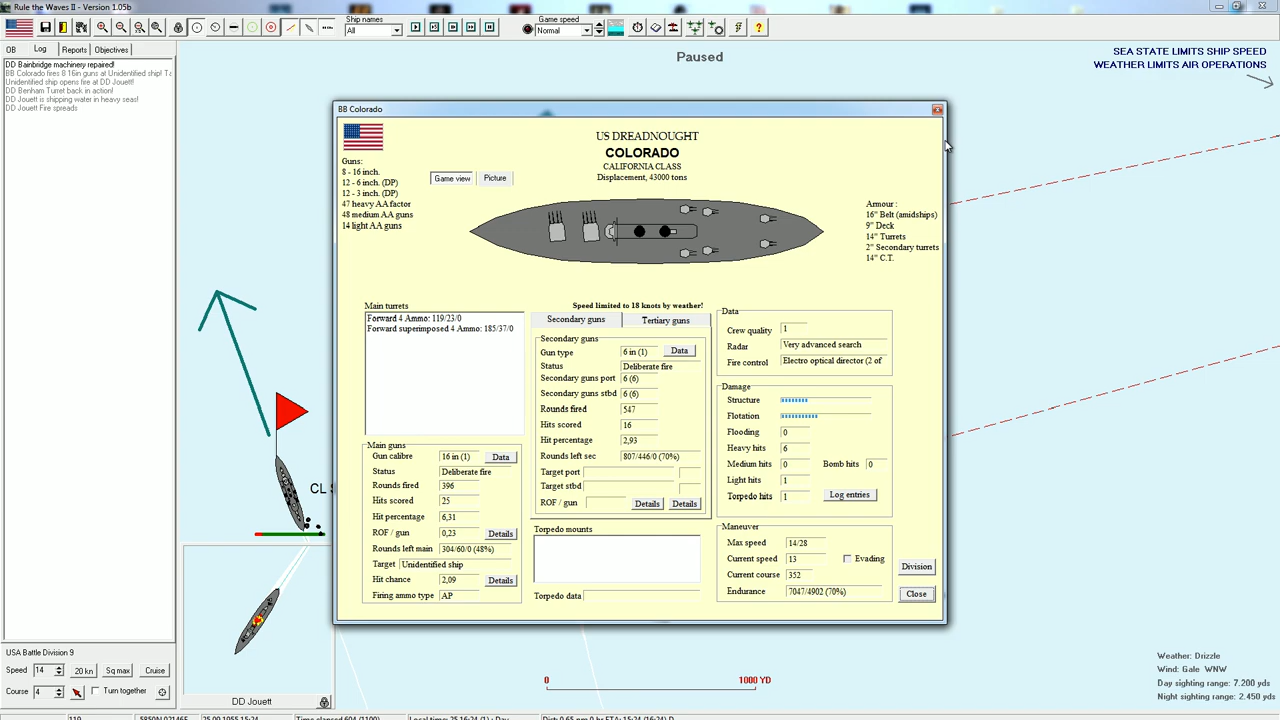 Rule the Waves II - Version 1.05b
Ship names
All
Game speed
Normal
OB
Log
Reports
Objectives
DD Bainbridge machinery repaired!
BB Colorado fires 8 16in guns at Unidentified ship!
Unidentified ship opens fire at DD Jouett!
DD Benham Turret back in action!
DD Jouett is shipping water in heavy seas!
DD Jouett Fire spreads
Paused
SEA STATE LIMITS SHIP SPEED
WEATHER LIMITS AIR OPERATIONS
BB Colorado
US DREADNOUGHT
COLORADO
CALIFORNIA CLASS
Displacement, 43000 tons
Guns:
8 - 16 inch.
12 - 6 inch. (DP)
12 - 3 inch. (DP)
47 heavy AA factor
48 medium AA guns
14 light AA guns
Game view
Picture
Armour :
16" Belt (amidships)
9" Deck
14" Turrets
2" Secondary turrets
14" C.T.
Speed limited to 18 knots by weather!
Main turrets
Forward 4 Ammo: 119/23/0
Forward superimposed 4 Ammo: 185/37/0
Main guns
Gun calibre 16 in (1) Data
Status Deliberate fire
Rounds fired 396
Hits scored 25
Hit percentage 6,31
ROF / gun 0,23 Details
Rounds left main 304/60/0 (48%)
Target Unidentified ship
Hit chance 2,09 Details
Firing ammo type AP
Secondary guns
Tertiary guns
Secondary guns
Gun type 6 in (1) Data
Status Deliberate fire
Secondary guns port 6 (6)
Secondary guns stbd 6 (6)
Rounds fired 547
Hits scored 16
Hit percentage 2,93
Rounds left sec 807/446/0 (70%)
Target port
Target stbd
ROF / gun Details Details
Torpedo mounts
Torpedo data
Data
Crew quality 1
Radar Very advanced search
Fire control Electro optical director (2 of
Damage
Structure
Flotation
Flooding 0
Heavy hits 6
Medium hits 0 Bomb hits 0
Light hits 1
Torpedo hits 1 Log entries
Maneuver
Max speed 14/28
Current speed 13 Evading
Current course 352
Endurance 7047/4902 (70%)
Division
Close
CL
USA Battle Division 9
Speed 14 20 kn Sq max Cruise
Course 4 Turn together
DD Jouett
0 1000 YD
Weather: Drizzle
Wind: Gale WNW
Day sighting range: 7.200 yds
Night sighting range: 2.450 yds